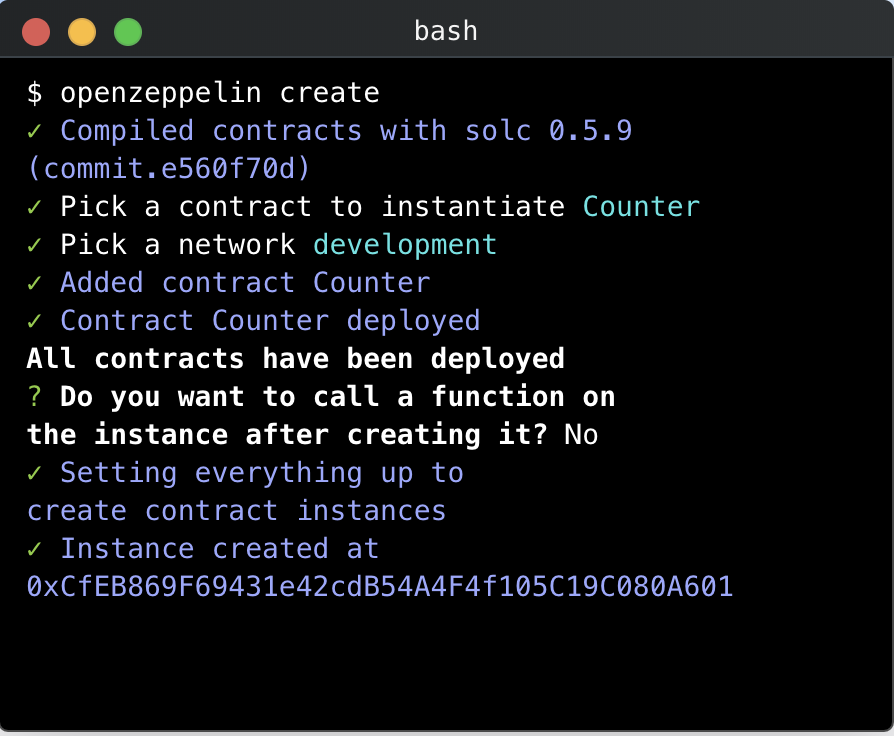 bash
$ openzeppelin create
✓ Compiled contracts with solc 0.5.9
(commit.e560f70d)
✓ Pick a contract to instantiate Counter
✓ Pick a network development
✓ Added contract Counter
✓ Contract Counter deployed
All contracts have been deployed
? Do you want to call a function on
the instance after creating it? No
✓ Setting everything up to
create contract instances
✓ Instance created at
0xCfEB869F69431e42cdB54A4F4f105C19C080A601